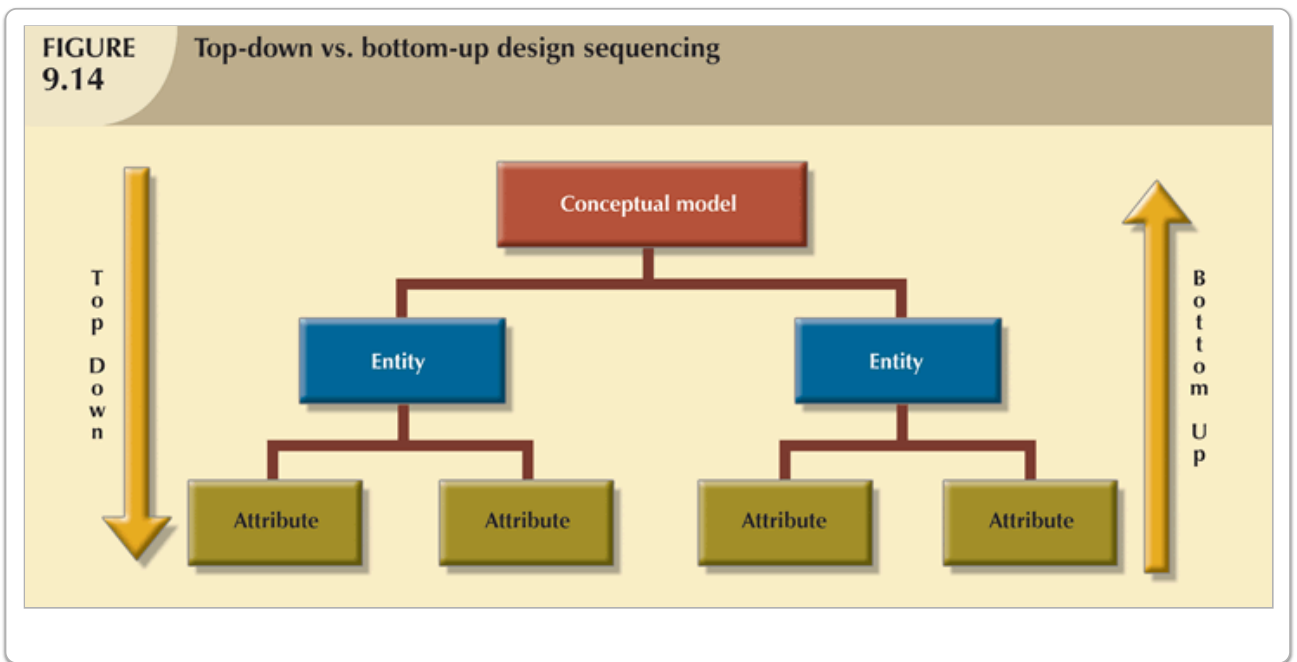 FIGURE
9.14
Top-down vs. bottom-up design sequencing
Conceptual model
Top Down
Bottom Up
Entity
Entity
Attribute
Attribute
Attribute
Attribute